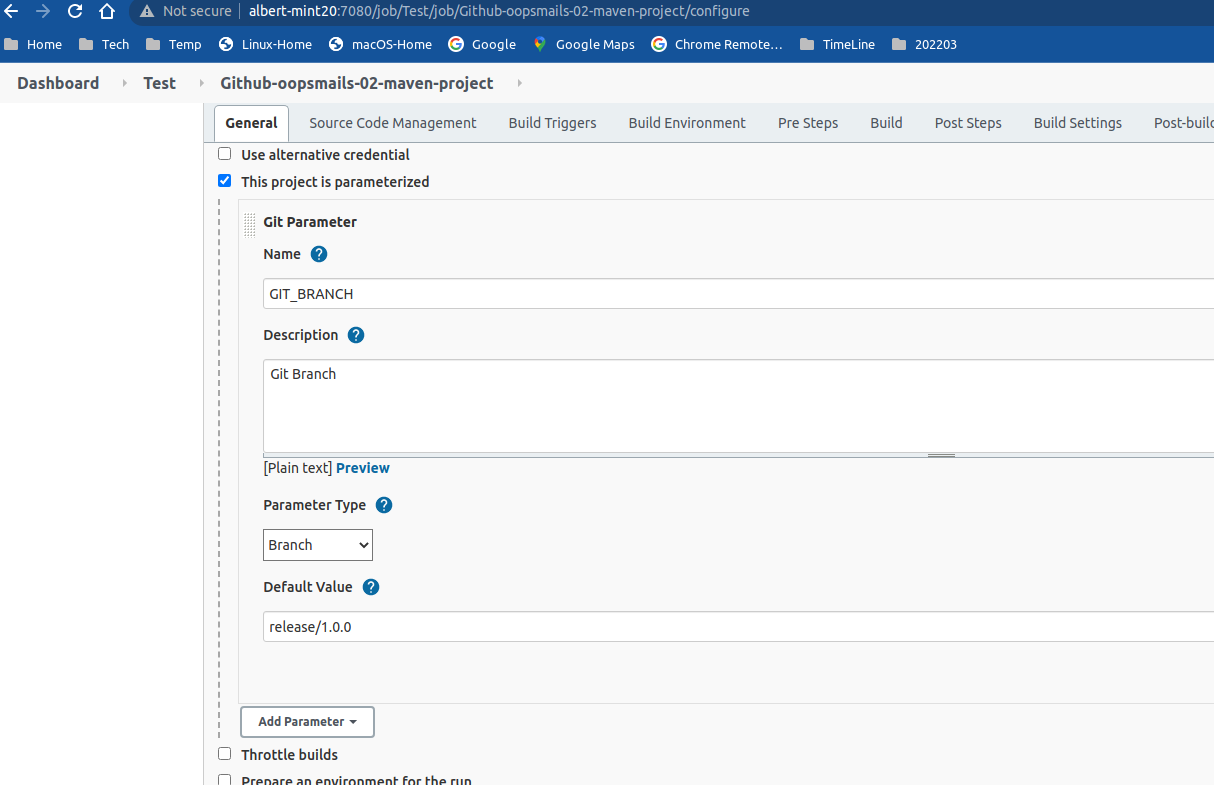 Not secure albert-mint20:7080/job/Test/job/Github-oopsmails-02-maven-project/configure
Home Tech Temp Linux-Home macOS-Home Google Google Maps Chrome Remote... TimeLine 202203
Dashboard Test Github-oopsmails-02-maven-project
General Source Code Management Build Triggers Build Environment Pre Steps Build Post Steps Build Settings Post-build
Use alternative credential
This project is parameterized
Git Parameter
Name ?
GIT_BRANCH
Description ?
Git Branch
[Plain text] Preview
Parameter Type ?
Branch
Default Value ?
release/1.0.0
Add Parameter
Throttle builds
Prepare an environment for the run